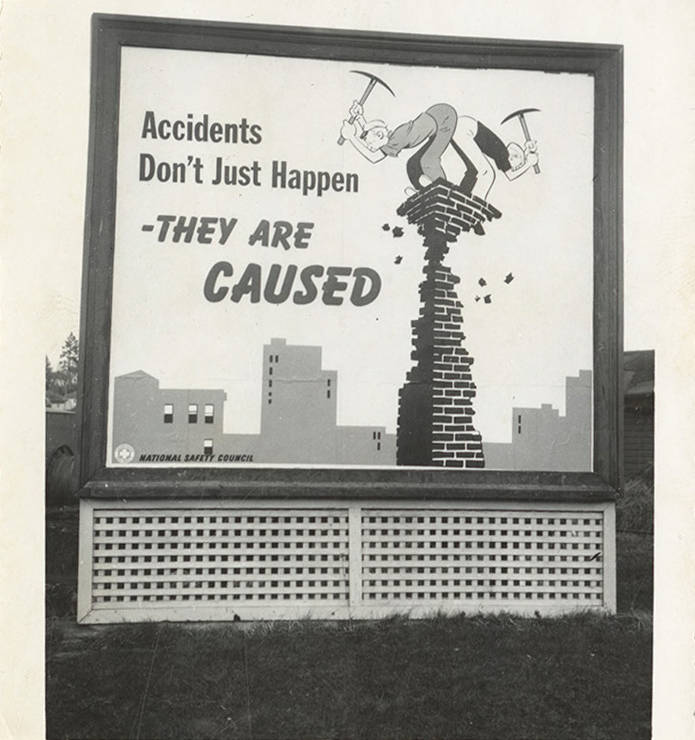 Accidents
Don't Just Happen
-THEY ARE
CAUSED
NATIONAL SAFETY COUNCIL